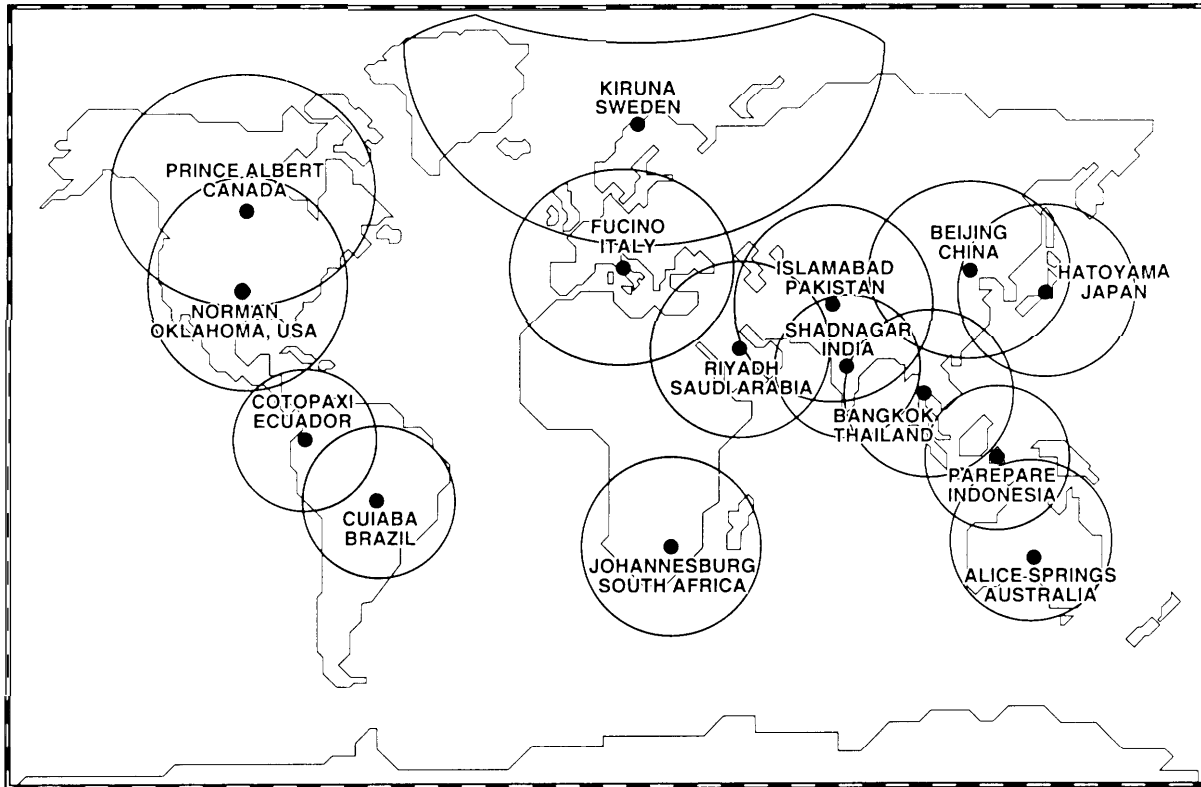 KIRUNA
SWEDEN
PRINCE ALBERT
CANADA
FUCINO
ITALY
BEIJING
CHINA
ISLAMABAD
PAKISTAN
HATOYAMA
JAPAN
NORMAN
OKLAHOMA, USA
SHADNAGAR
INDIA
RIYADH
SAUDI ARABIA
COTOPAXI
ECUADOR
BANGKOK
THAILAND
PAREPARE
INDONESIA
CUIABA
BRAZIL
JOHANNESBURG
SOUTH AFRICA
ALICE-SPRINGS
AUSTRALIA